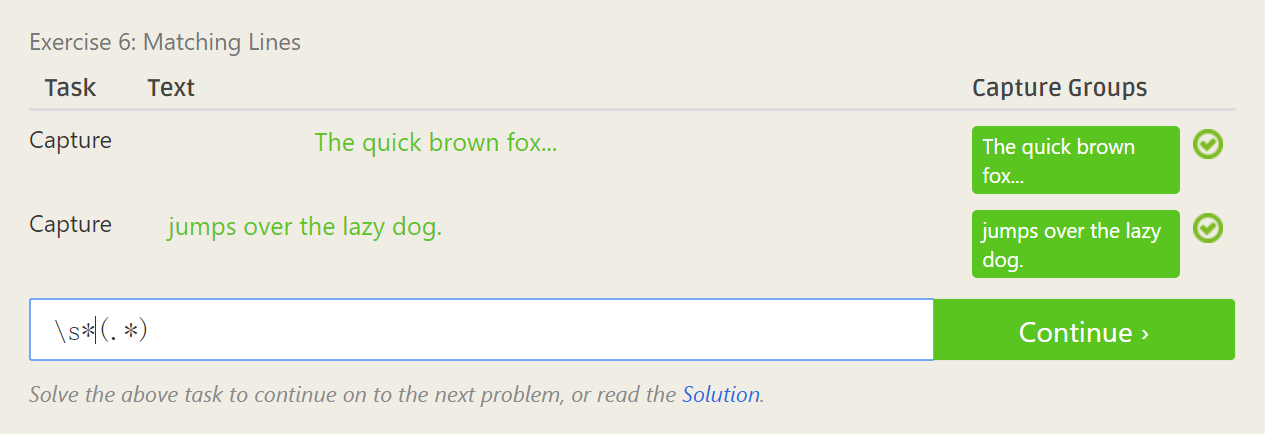 Exercise 6: Matching Lines
Task Text Capture Groups
Capture The quick brown fox... The quick brown
fox...
Capture jumps over the lazy dog. jumps over the lazy
dog.
\s*(.*) Continue ›
Solve the above task to continue on to the next problem, or read the Solution.